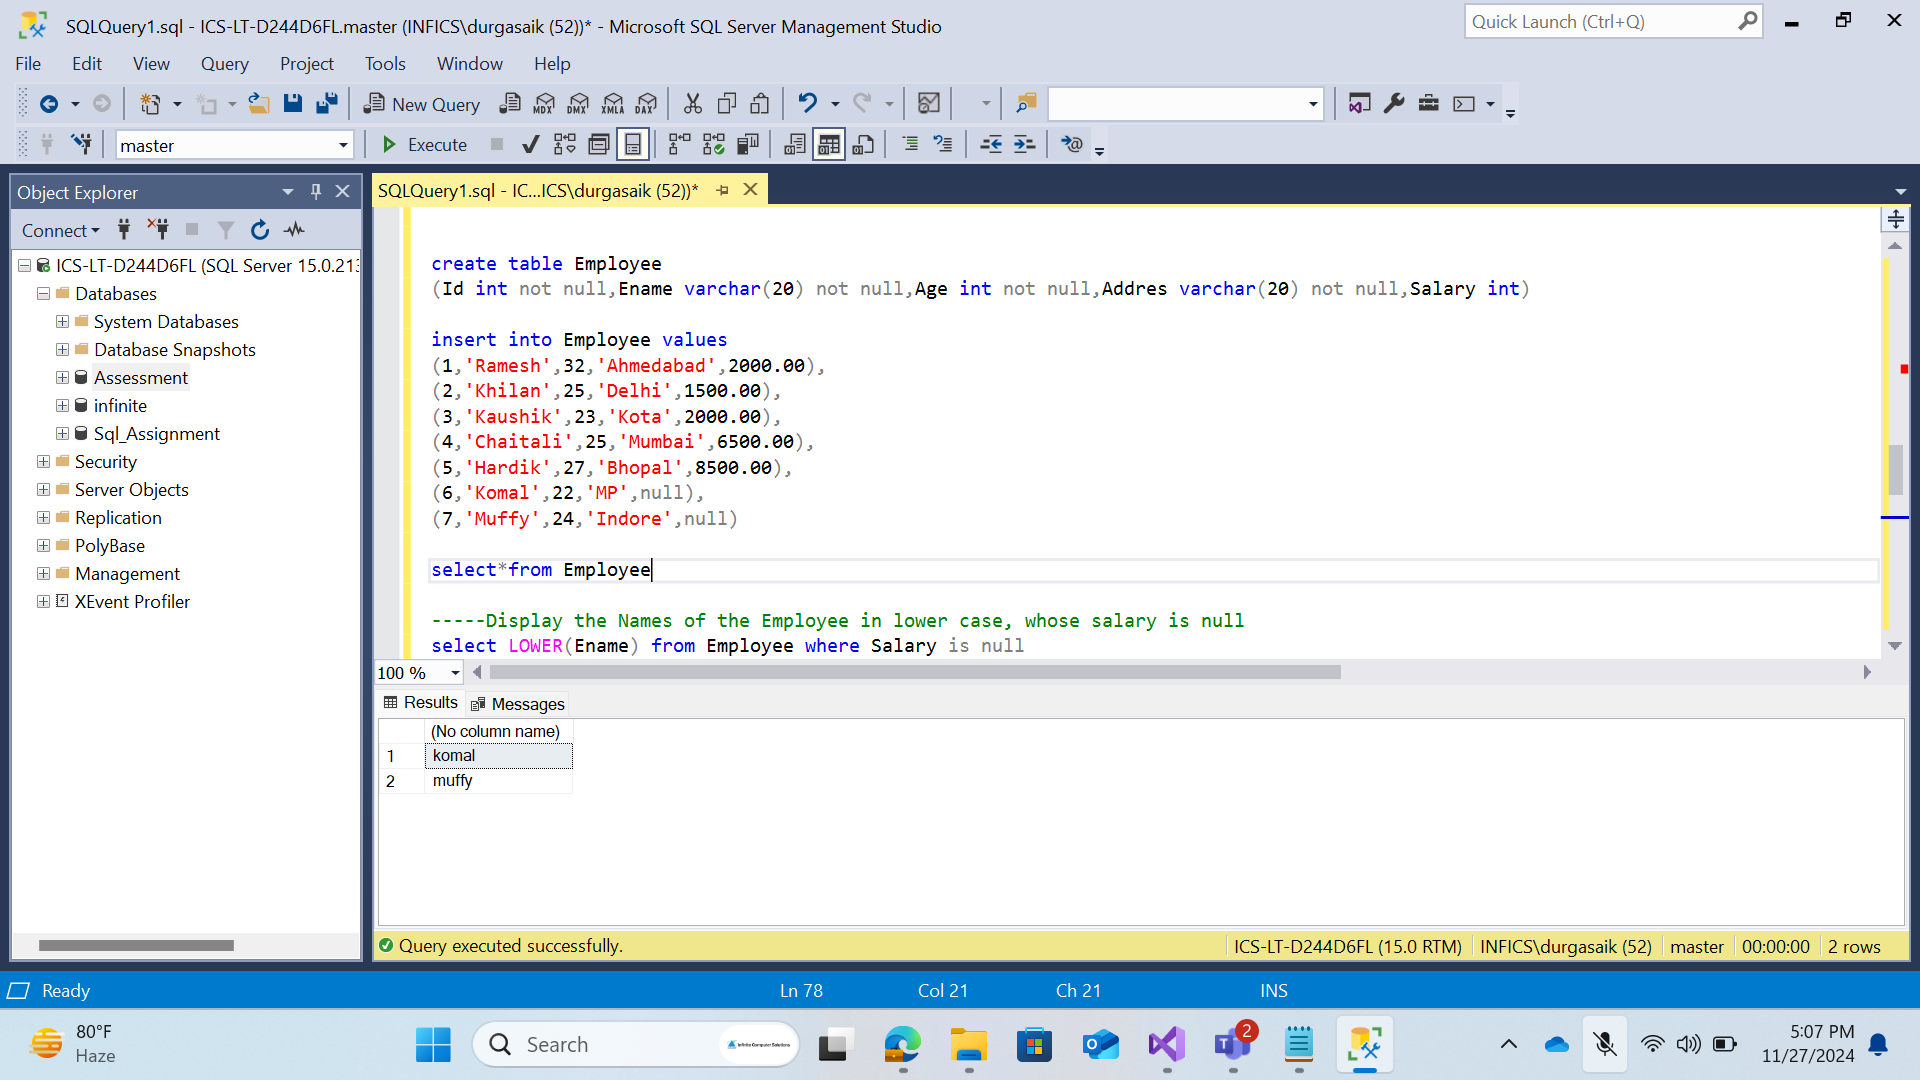 SQLQuery1.sql - ICS-LT-D244D6FL.master (INFICS\durgasaik (52))* - Microsoft SQL Server Management Studio
Quick Launch (Ctrl+Q)
File Edit View Query Project Tools Window Help
New Query MDX DMX XMLA DAX
master Execute
Object Explorer
SQLQuery1.sql - IC...ICS\durgasaik (52))*
Connect
ICS-LT-D244D6FL (SQL Server 15.0.213
Databases
System Databases
Database Snapshots
Assessment
infinite
Sql_Assignment
Security
Server Objects
Replication
PolyBase
Management
XEvent Profiler
create table Employee
(Id int not null,Ename varchar(20) not null,Age int not null,Addres varchar(20) not null,Salary int)
insert into Employee values
(1,'Ramesh',32,'Ahmedabad',2000.00),
(2,'Khilan',25,'Delhi',1500.00),
(3,'Kaushik',23,'Kota',2000.00),
(4,'Chaitali',25,'Mumbai',6500.00),
(5,'Hardik',27,'Bhopal',8500.00),
(6,'Komal',22,'MP',null),
(7,'Muffy',24,'Indore',null)
select*from Employee
-----Display the Names of the Employee in lower case, whose salary is null
select LOWER(Ename) from Employee where Salary is null
100 %
Results Messages
(No column name)
1 komal
2 muffy
Query executed successfully.
ICS-LT-D244D6FL (15.0 RTM) INFICS\durgasaik (52) master 00:00:00 2 rows
Ready Ln 78 Col 21 Ch 21 INS
80°F
Haze
Search
Infinite Computer Solutions
2
5:07 PM
11/27/2024